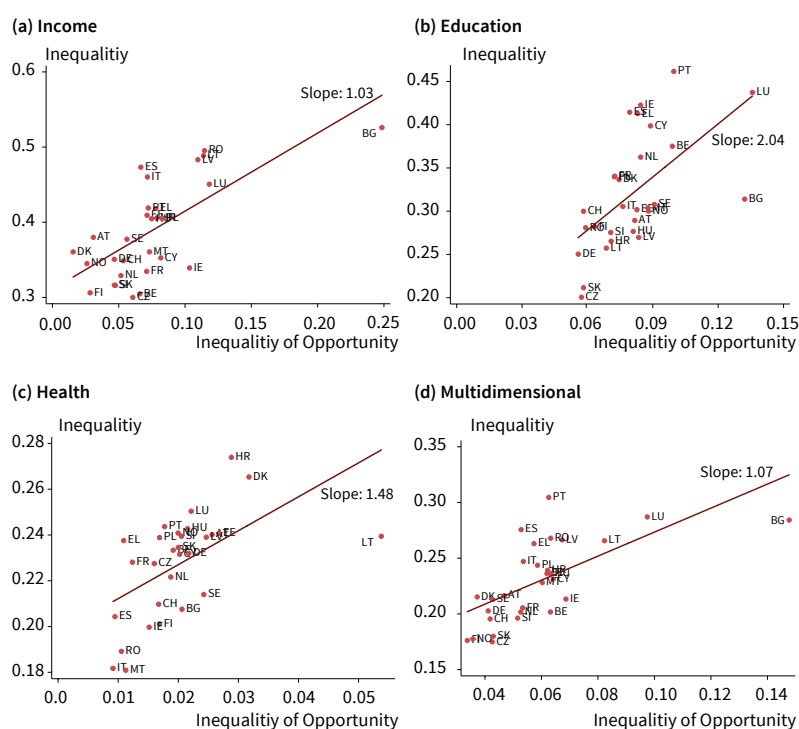 (a) Income
Inequalitiy
0.6
0.5
0.4
0.3
Slope: 1.03
BG
RO
LT
LV
ES
IT
LU
PT
EL
PL
AT
SE
DK
NO
DE
CH
MT
CY
FR
IE
NL
SK
SI
FI
CZ
BE
0.00 0.05 0.10 0.15 0.20 0.25
Inequalitiy of Opportunity
(b) Education
Inequalitiy
0.45
0.40
0.35
0.30
0.25
0.20
PT
LU
IE
ES
EL
CY
Slope: 2.04
BE
NL
DK
BG
IT
SE
NO
CH
AT
RO
FI
SI
HU
HR
LV
LT
DE
SK
CZ
0.00 0.03 0.06 0.09 0.12 0.15
Inequalitiy of Opportunity
(c) Health
Inequalitiy
0.28
0.26
0.24
0.22
0.20
0.18
HR
DK
Slope: 1.48
LU
PT
HU
NO
SI
EL
PL
LV
AT
EE
LT
SK
CY
DE
FR
CZ
NL
SE
CH
BG
ES
IE
FI
RO
IT
MT
0.0 0.01 0.02 0.03 0.04 0.05
Inequalitiy of Opportunity
(d) Multidimensional
Inequalitiy
0.35
0.30
0.25
0.20
0.15
Slope: 1.07
PT
LU
BG
ES
RO
LV
EL
LT
IT
PL
HR
CY
MT
DK
AT
SE
IE
DE
FR
NL
BE
CH
SI
FI
NO
SK
CZ
0.04 0.06 0.08 0.10 0.12 0.14
Inequalitiy of Opportunity